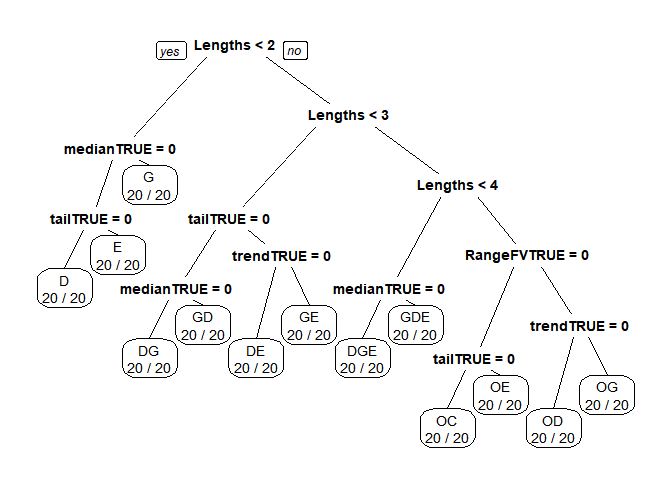 yes Lengths < 2 no
Lengths < 3
medianTRUE = 0
G
20 / 20
Lengths < 4
tailTRUE = 0
E
20 / 20
D
20 / 20
tailTRUE = 0
trendTRUE = 0
RangeFVTRUE = 0
medianTRUE = 0
GD
20 / 20
GE
20 / 20
medianTRUE = 0
GDE
20 / 20
trendTRUE = 0
DG
20 / 20
DE
20 / 20
DGE
20 / 20
tailTRUE = 0
OE
20 / 20
OG
20 / 20
OC
20 / 20
OD
20 / 20